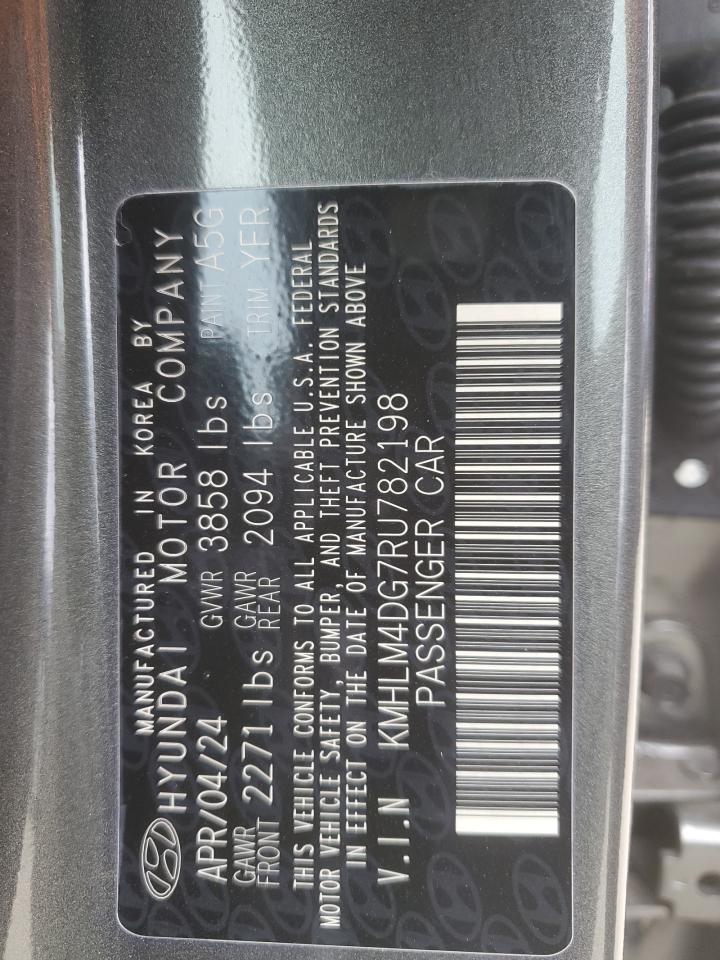 MANUFACTURED IN KOREA BY
HYUNDAI MOTOR COMPANY
APR/04/24 GVWR 3858 lbs PAINT A5G
GAWR FRONT 2271 lbs GAWR REAR 2094 lbs TRIM YFR
THIS VEHICLE CONFORMS TO ALL APPLICABLE U.S.A. FEDERAL
MOTOR VEHICLE SAFETY, BUMPER, AND THEFT PREVENTION STANDARDS
IN EFFECT ON THE DATE OF MANUFACTURE SHOWN ABOVE
V.I.N KMHLM4DG7RU782198
PASSENGER CAR